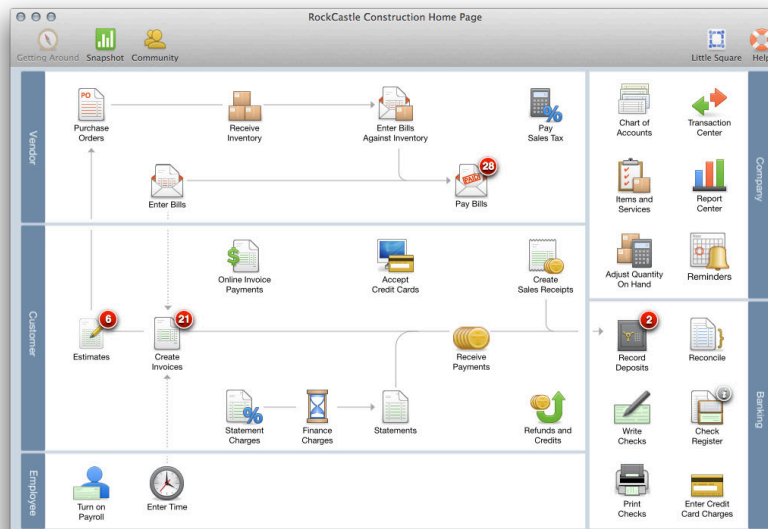 RockCastle Construction Home Page
Getting Around
Snapshot
Community
Little Square
Help
Vendor
PO
Purchase
Orders
Receive
Inventory
Enter Bills
Against Inventory
Pay
Sales Tax
Enter Bills
PAID
28
Pay Bills
Customer
Online Invoice
Payments
Accept
Credit Cards
Create
Sales Receipts
6
Estimates
21
Create
Invoices
Receive
Payments
Statement
Charges
Finance
Charges
Statements
Refunds and
Credits
Employee
Turn on
Payroll
Enter Time
Company
Chart of
Accounts
Transaction
Center
Items and
Services
Report
Center
Adjust Quantity
On Hand
Reminders
Banking
2
Record
Deposits
Reconcile
Write
Checks
Check
Register
Print
Checks
Enter Credit
Card Charges